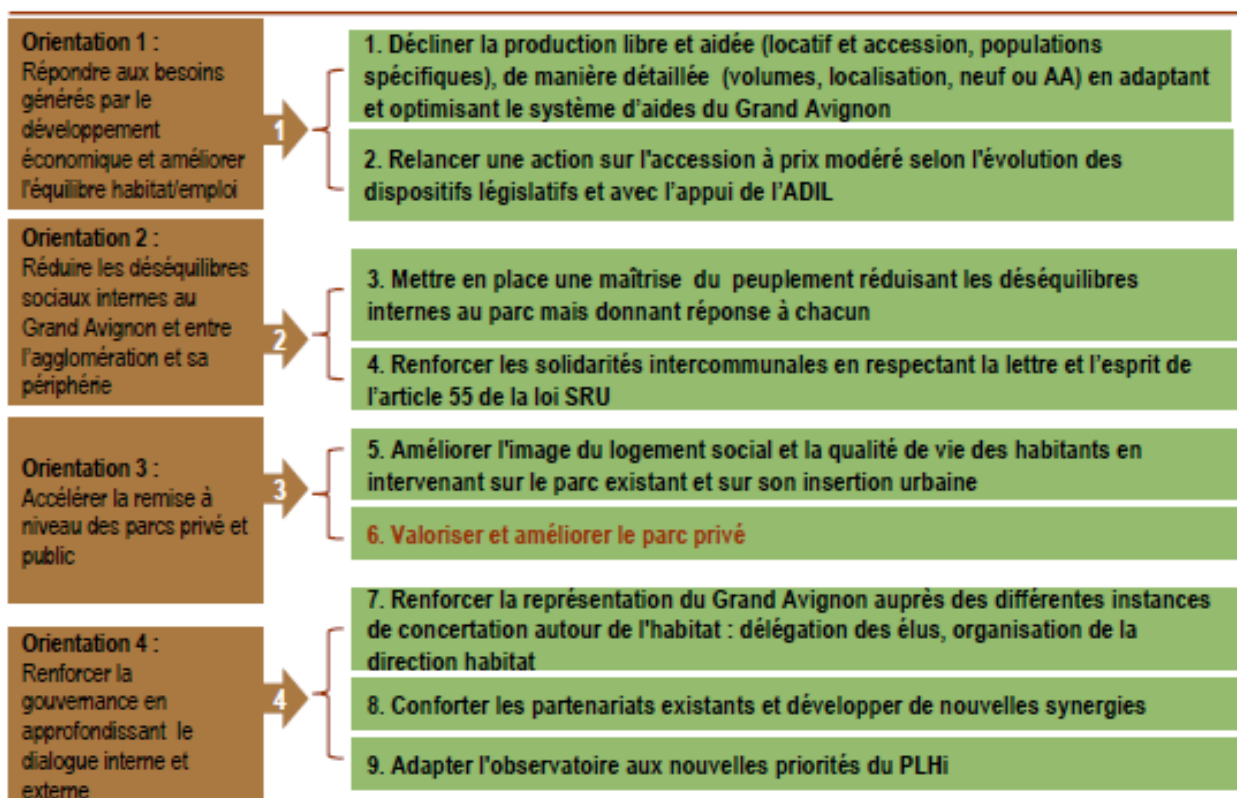 Orientation 1 :
Répondre aux besoins
générés par le
développement
économique et améliorer
l'équilibre habitat/emploi
1
1. Décliner la production libre et aidée (locatif et accession, populations
spécifiques), de manière détaillée (volumes, localisation, neuf ou AA) en adaptant
et optimisant le système d'aides du Grand Avignon
2. Relancer une action sur l'accession à prix modéré selon l'évolution des
dispositifs législatifs et avec l'appui de l'ADIL
Orientation 2 :
Réduire les déséquilibres
sociaux internes au
Grand Avignon et entre
l'agglomération et sa
périphérie
2
3. Mettre en place une maîtrise du peuplement réduisant les déséquilibres
internes au parc mais donnant réponse à chacun
4. Renforcer les solidarités intercommunales en respectant la lettre et l'esprit de
l'article 55 de la loi SRU
Orientation 3 :
Accélérer la remise à
niveau des parcs privé et
public
3
5. Améliorer l'image du logement social et la qualité de vie des habitants en
intervenant sur le parc existant et sur son insertion urbaine
6. Valoriser et améliorer le parc privé
Orientation 4 :
Renforcer la
gouvernance en
approfondissant le
dialogue interne et
externe
4
7. Renforcer la représentation du Grand Avignon auprès des différentes instances
de concertation autour de l'habitat : délégation des élus, organisation de la
direction habitat
8. Conforter les partenariats existants et développer de nouvelles synergies
9. Adapter l'observatoire aux nouvelles priorités du PLHi